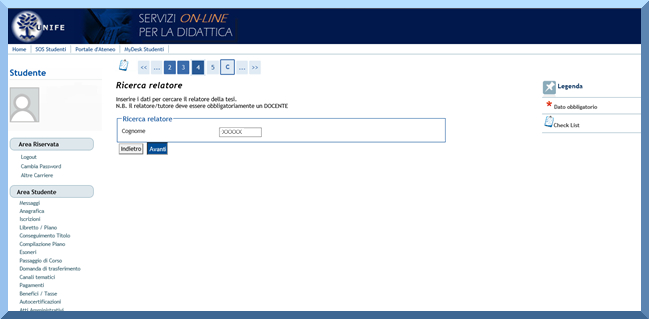 UNIFE
SERVIZI ON-LINE
PER LA DIDATTICA
Home SOS Studenti Portale d'Ateneo MyDesk Studenti
Studente
<< ... 2 3 4 5 C ... >>
Ricerca relatore
Inserire i dati per cercare il relatore della tesi.
N.B. il relatore/tutore deve essere obbligatoriamente un DOCENTE
Ricerca relatore
Cognome XXXXX
Indietro Avanti
Legenda
* Dato obbligatorio
Check List
Area Riservata
Logout
Cambia Password
Altre Carriere
Area Studente
Messaggi
Anagrafica
Iscrizioni
Libretto / Piano
Conseguimento Titolo
Compilazione Piano
Esoneri
Passaggio di Corso
Domanda di trasferimento
Canali tematici
Pagamenti
Benefici / Tasse
Autocertificazioni
Atti Amministrativi